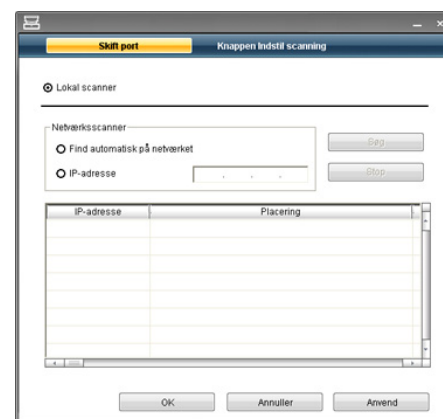 Skift port Knappen Indstil scanning
Lokal scanner
Netværksscanner
Find automatisk på netværket
Søg
IP-adresse . . .
Stop
IP-adresse Placering
OK Annuller Anvend